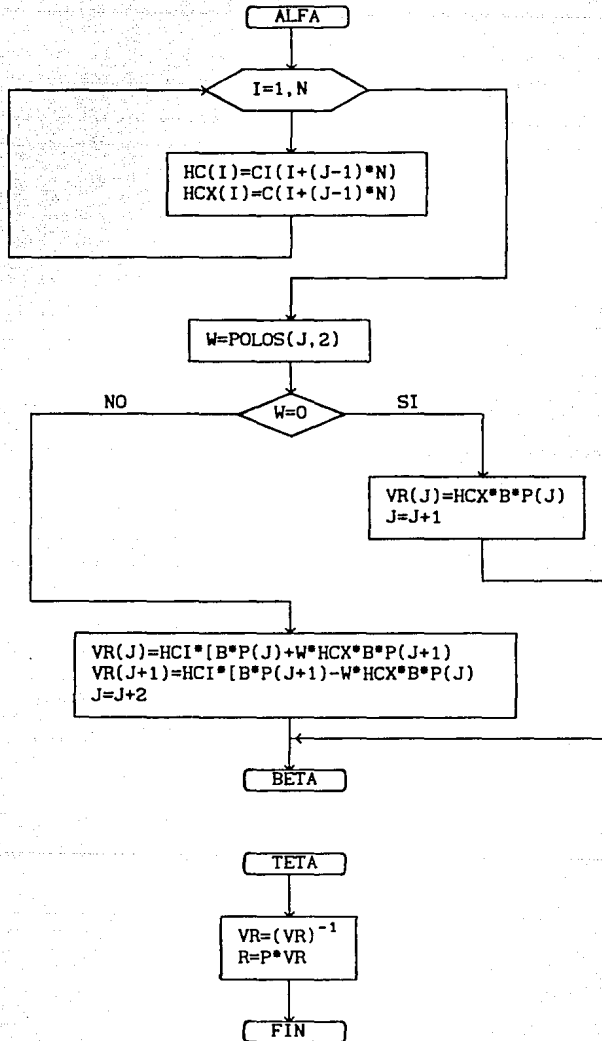 ALFA
I=1,N
HC(I)=CI(I+(J-1)*N)
HCX(I)=C(I+(J-1)*N)
W=POLOS(J,2)
NO
W=0
SI
VR(J)=HCX*B*P(J)
J=J+1
VR(J)=HCI*[B*P(J)+W*HCX*B*P(J+1)
VR(J+1)=HCI*[B*P(J+1)-W*HCX*B*P(J)
J=J+2
BETA
TETA
VR=(VR)⁻¹
R=P*VR
FIN